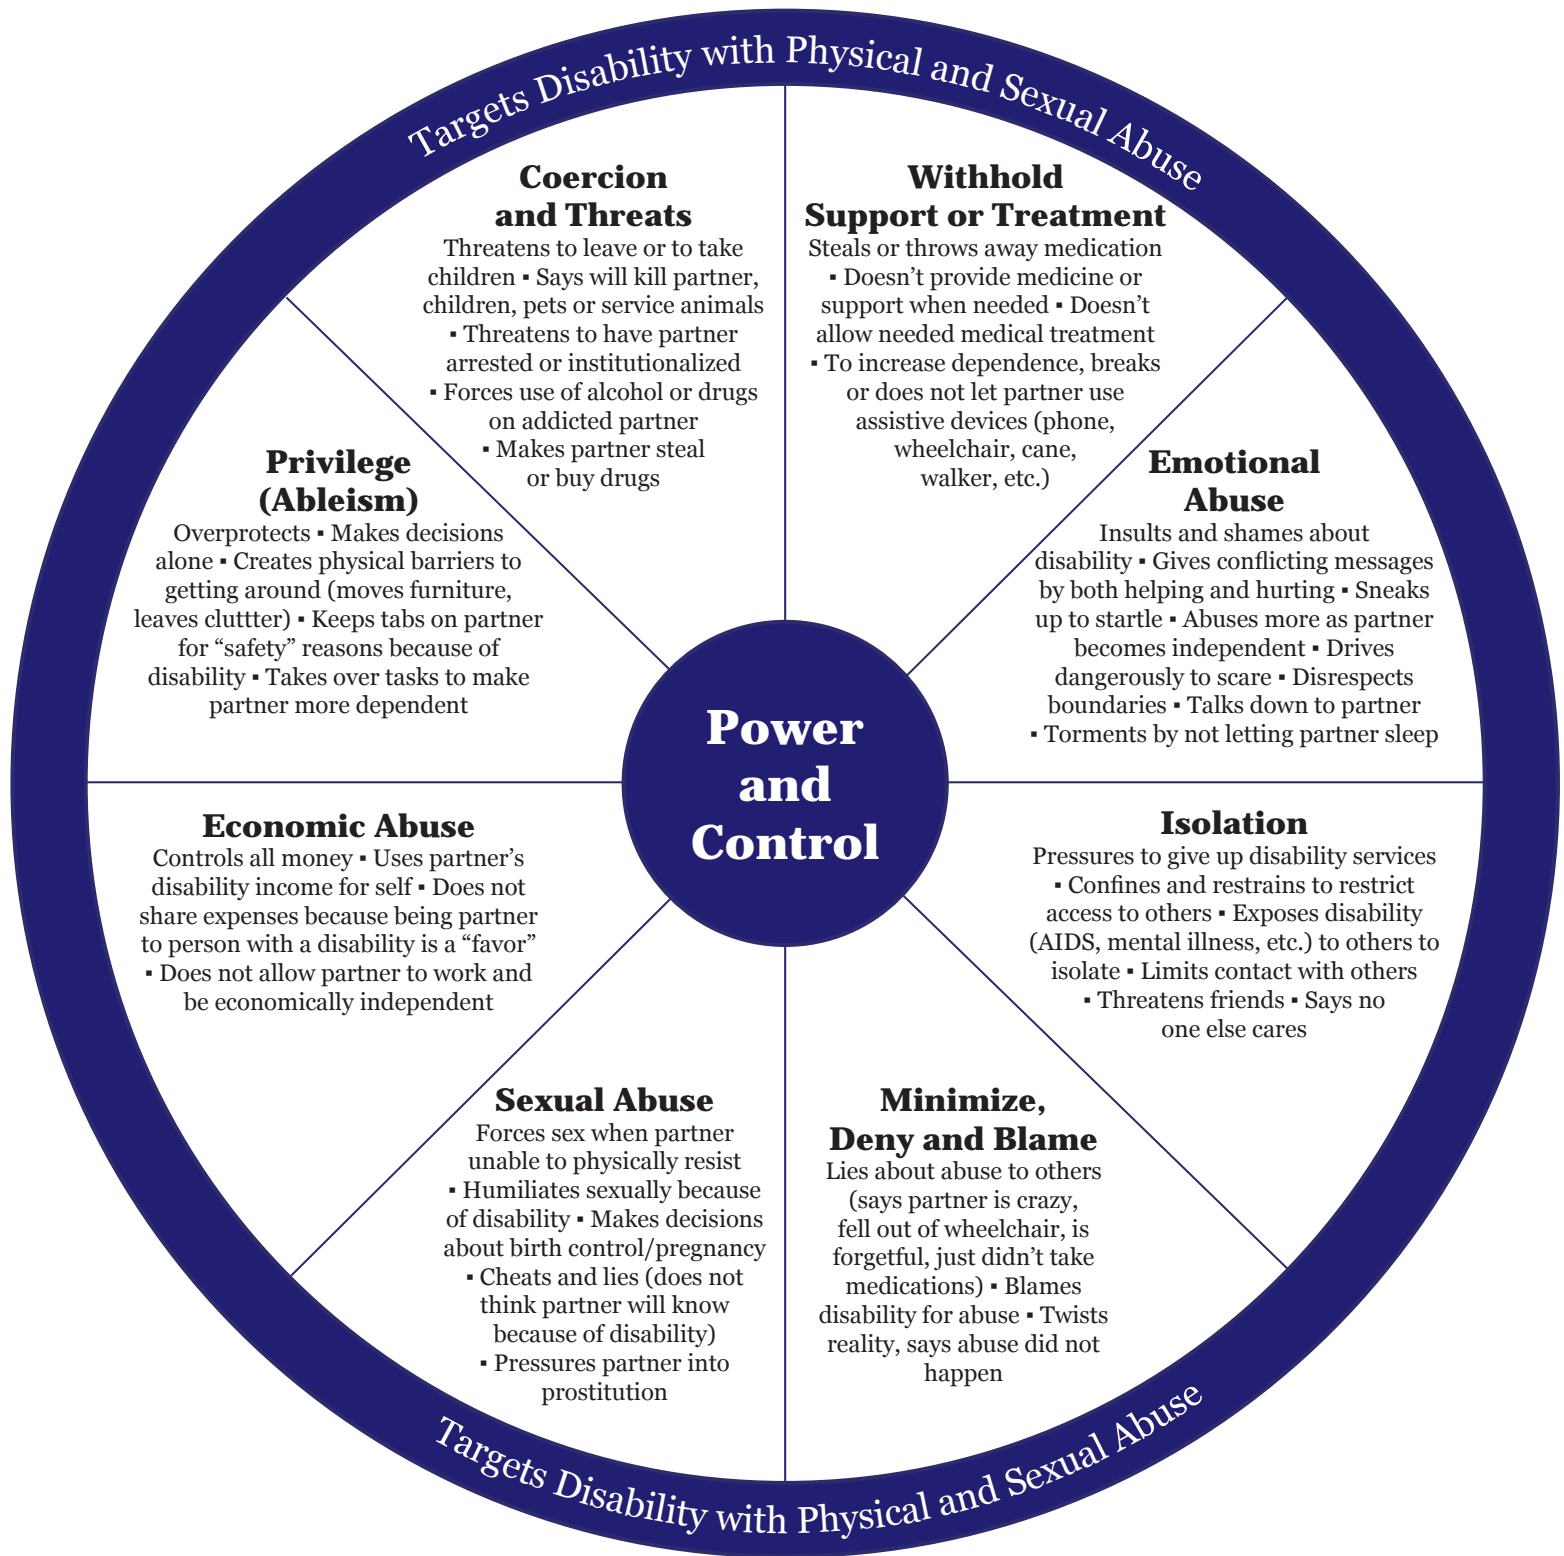 Targets Disability with Physical and Sexual Abuse
Coercion
and Threats
Threatens to leave or to take
children ▪ Says will kill partner,
children, pets or service animals
▪ Threatens to have partner
arrested or institutionalized
▪ Forces use of alcohol or drugs
on addicted partner
▪ Makes partner steal
or buy drugs
Withhold
Support or Treatment
Steals or throws away medication
▪ Doesn’t provide medicine or
support when needed ▪ Doesn’t
allow needed medical treatment
▪ To increase dependence, breaks
or does not let partner use
assistive devices (phone,
wheelchair, cane,
walker, etc.)
Privilege
(Ableism)
Overprotects ▪ Makes decisions
alone ▪ Creates physical barriers to
getting around (moves furniture,
leaves cluttter) ▪ Keeps tabs on partner
for “safety” reasons because of
disability ▪ Takes over tasks to make
partner more dependent
Emotional
Abuse
Insults and shames about
disability ▪ Gives conflicting messages
by both helping and hurting ▪ Sneaks
up to startle ▪ Abuses more as partner
becomes independent ▪ Drives
dangerously to scare ▪ Disrespects
boundaries ▪ Talks down to partner
▪ Torments by not letting partner sleep
Power
and
Control
Economic Abuse
Controls all money ▪ Uses partner’s
disability income for self ▪ Does not
share expenses because being partner
to person with a disability is a “favor”
▪ Does not allow partner to work and
be economically independent
Isolation
Pressures to give up disability services
▪ Confines and restrains to restrict
access to others ▪ Exposes disability
(AIDS, mental illness, etc.) to others to
isolate ▪ Limits contact with others
▪ Threatens friends ▪ Says no
one else cares
Sexual Abuse
Forces sex when partner
unable to physically resist
▪ Humiliates sexually because
of disability ▪ Makes decisions
about birth control/pregnancy
▪ Cheats and lies (does not
think partner will know
because of disability)
▪ Pressures partner into
prostitution
Minimize,
Deny and Blame
Lies about abuse to others
(says partner is crazy,
fell out of wheelchair, is
forgetful, just didn’t take
medications) ▪ Blames
disability for abuse ▪ Twists
reality, says abuse did not
happen
Targets Disability with Physical and Sexual Abuse